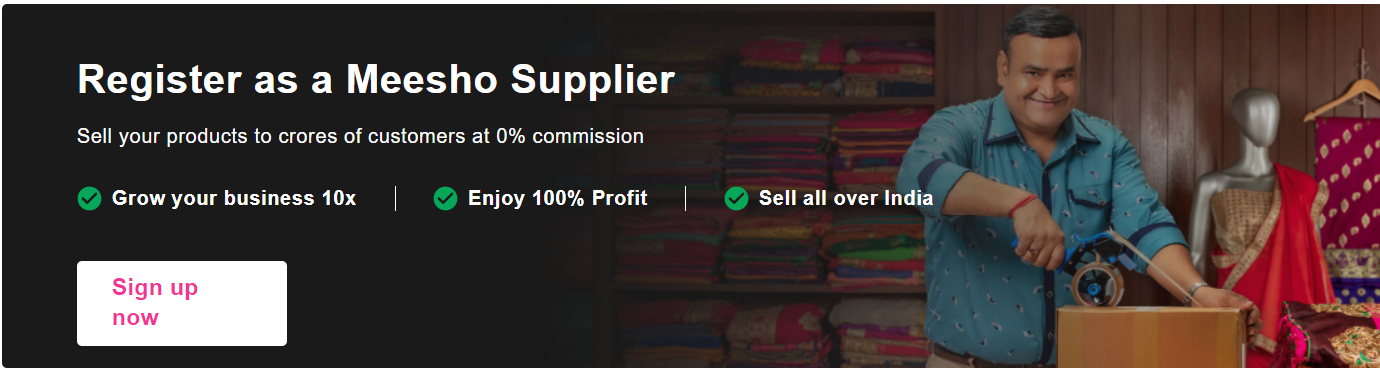 Register as a Meesho Supplier
Sell your products to crores of customers at 0% commission
Grow your business 10x
Enjoy 100% Profit
Sell all over India
Sign up
now